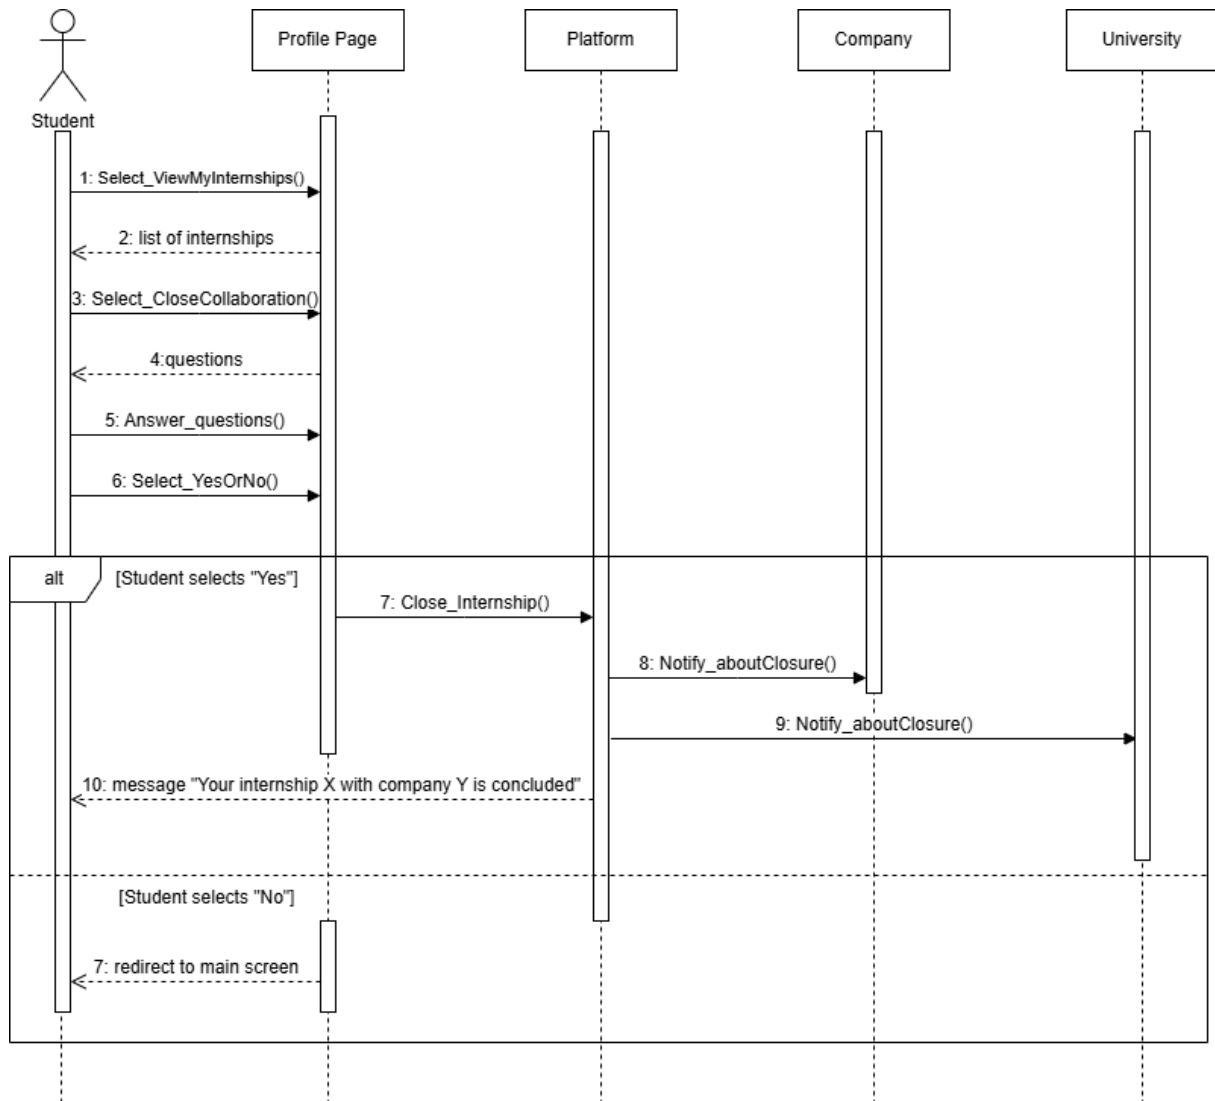 Student
Profile Page
Platform
Company
University
1: Select_ViewMyInternships()
2: list of internships
3: Select_CloseCollaboration()
4:questions
5: Answer_questions()
6: Select_YesOrNo()
alt
[Student selects "Yes"]
7: Close_Internship()
8: Notify_aboutClosure()
9: Notify_aboutClosure()
10: message "Your internship X with company Y is concluded"
[Student selects "No"]
7: redirect to main screen